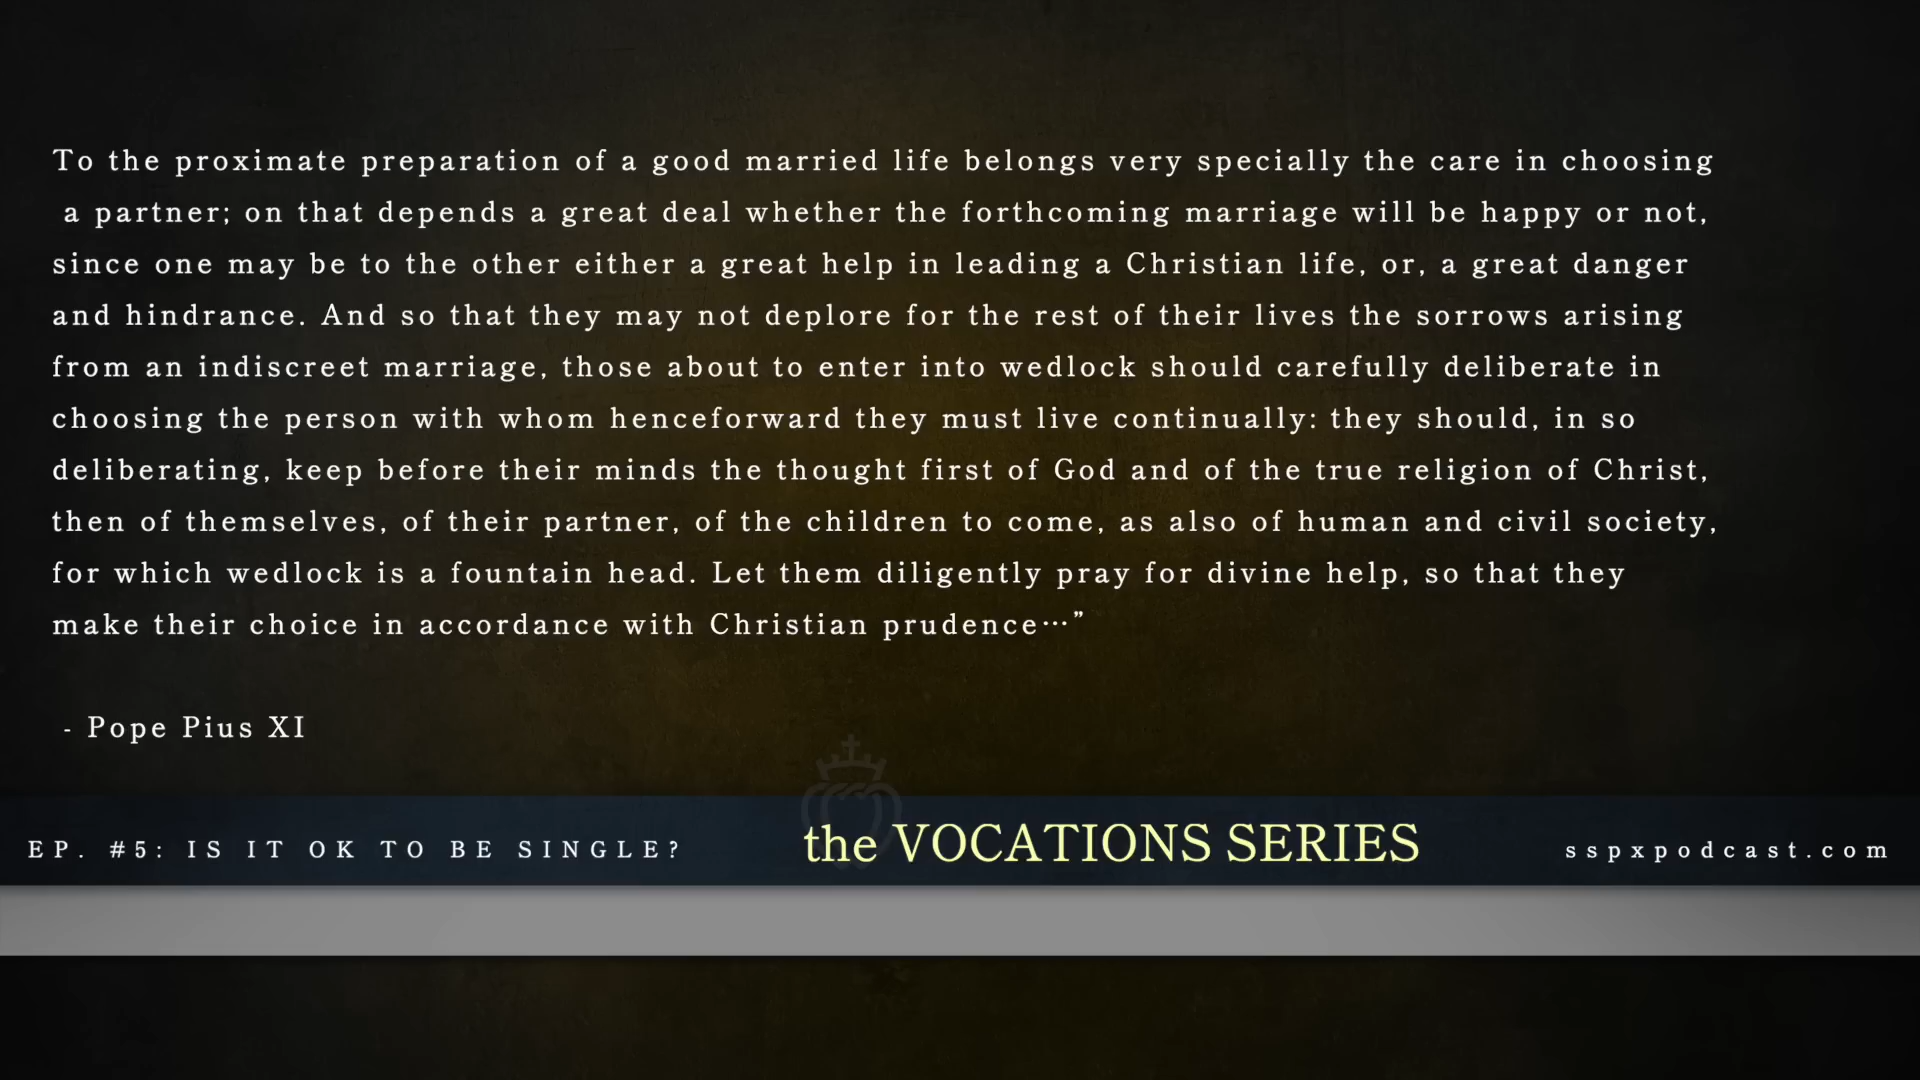 To the proximate preparation of a good married life belongs very specially the care in choosing
a partner; on that depends a great deal whether the forthcoming marriage will be happy or not,
since one may be to the other either a great help in leading a Christian life, or, a great danger
and hindrance. And so that they may not deplore for the rest of their lives the sorrows arising
from an indiscreet marriage, those about to enter into wedlock should carefully deliberate in
choosing the person with whom henceforward they must live continually: they should, in so
deliberating, keep before their minds the thought first of God and of the true religion of Christ,
then of themselves, of their partner, of the children to come, as also of human and civil society,
for which wedlock is a fountain head. Let them diligently pray for divine help, so that they
make their choice in accordance with Christian prudence…”
- Pope Pius XI
EP. #5: IS IT OK TO BE SINGLE?
the VOCATIONS SERIES
sspxpodcast.com